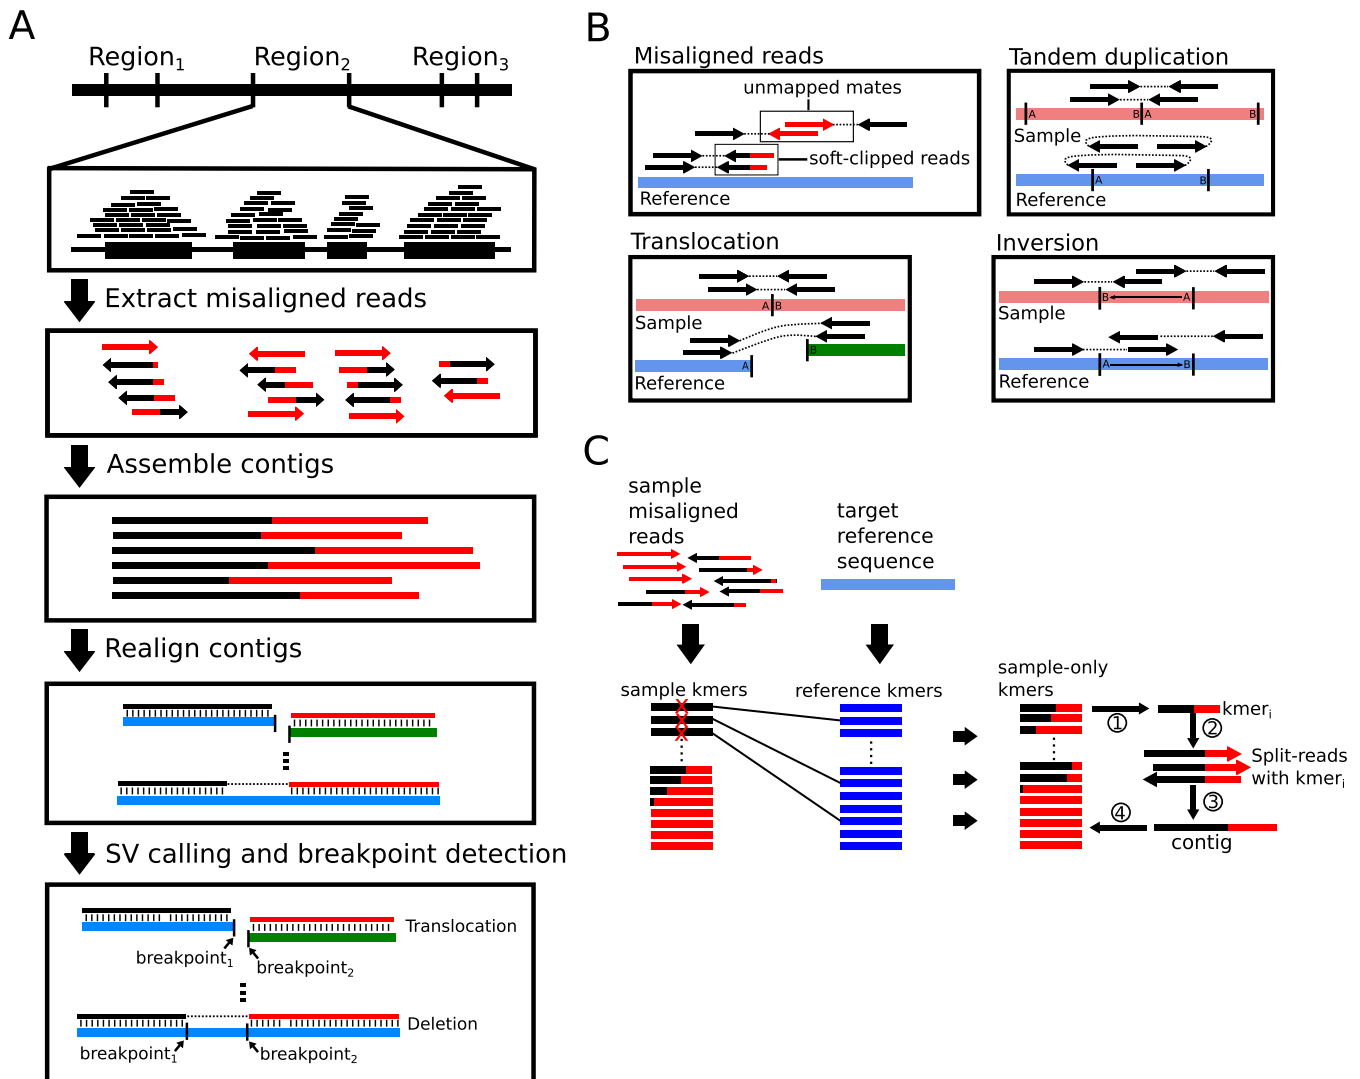 A
Region1 Region2 Region3
Extract misaligned reads
Assemble contigs
Realign contigs
SV calling and breakpoint detection
Translocation
breakpoint1
breakpoint2
Deletion
breakpoint1 breakpoint2
B
Misaligned reads
unmapped mates
soft-clipped reads
Reference
Tandem duplication
A B A B
Sample
A B
Reference
Translocation
A B
Sample
B
A
Reference
Inversion
B A
Sample
A B
Reference
C
sample
misaligned
reads
target
reference
sequence
sample kmers
reference kmers
sample-only
kmers
1
kmeri
2
Split-reads
with kmeri
3
4
contig